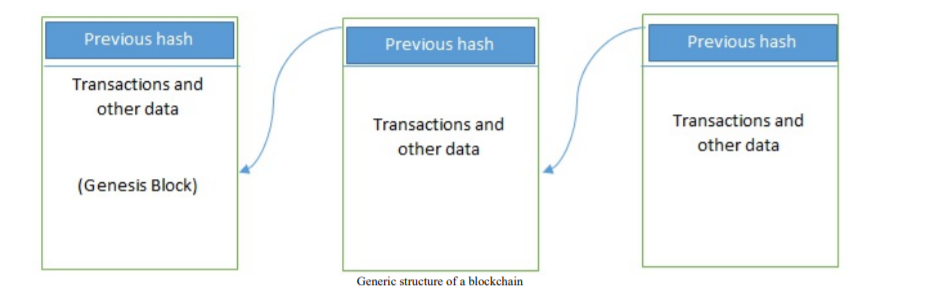 Previous hash
Transactions and
other data
(Genesis Block)
Previous hash
Transactions and
other data
Previous hash
Transactions and
other data
Generic structure of a blockchain